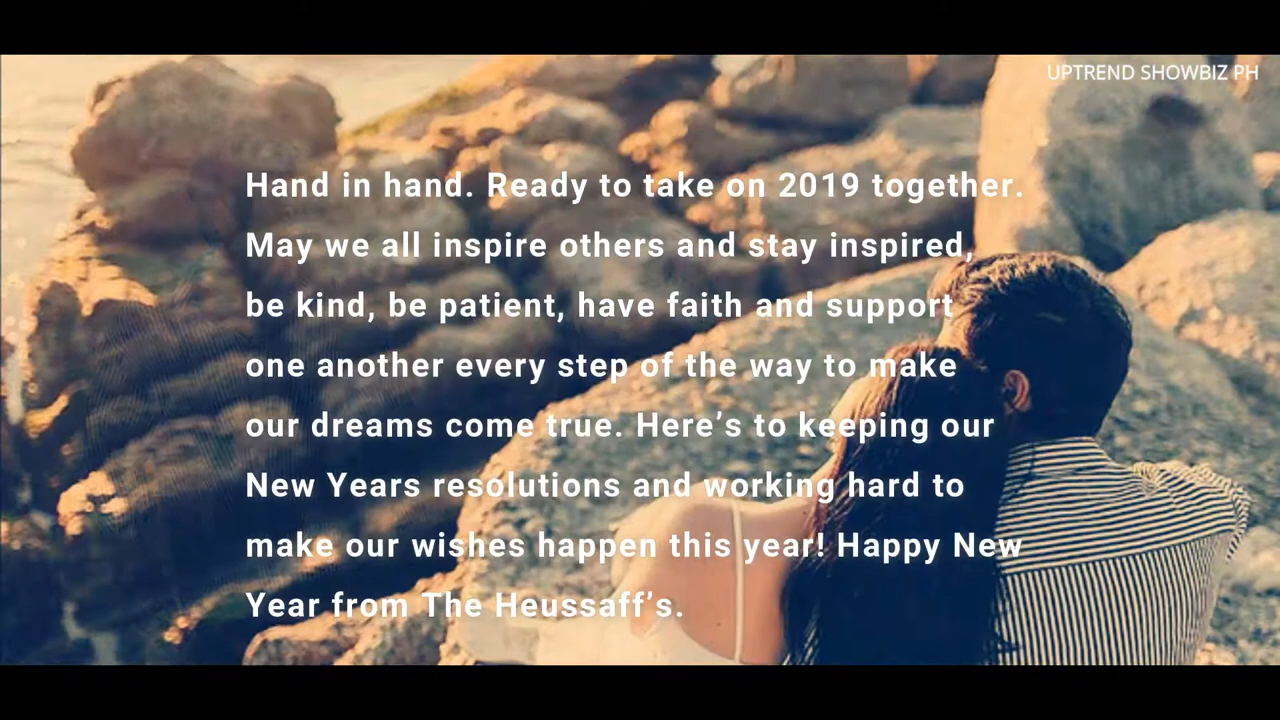 UPTREND SHOWBIZ PH
Hand in hand. Ready to take on 2019 together.
May we all inspire others and stay inspired,
be kind, be patient, have faith and support
one another every step of the way to make
our dreams come true. Here’s to keeping our
New Years resolutions and working hard to
make our wishes happen this year! Happy New
Year from The Heussaff’s.